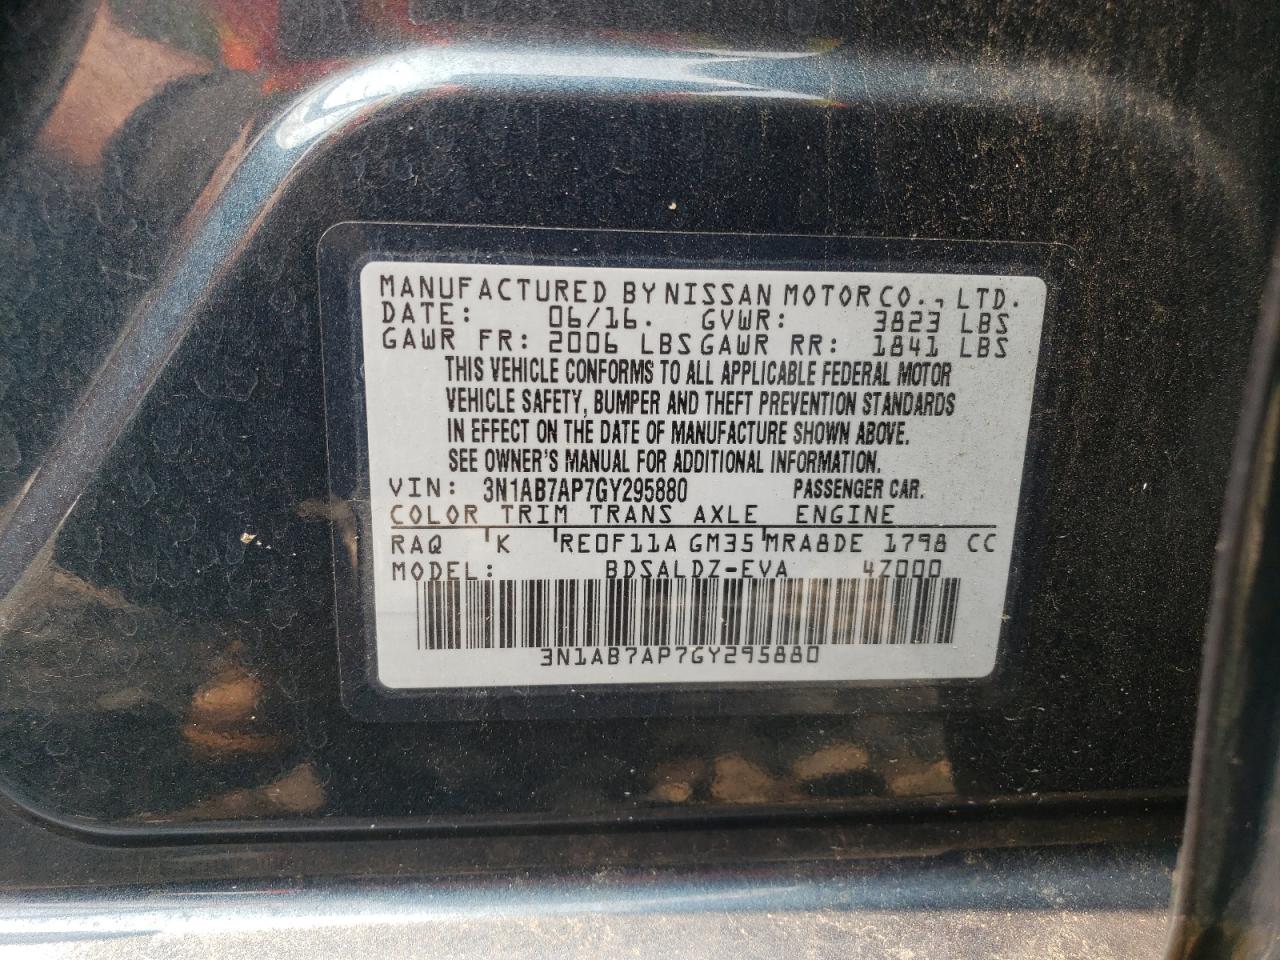 MANUFACTURED BY NISSAN MOTOR CO., LTD.
DATE: 06/16. GVWR: 3823 LBS
GAWR FR: 2006 LBS GAWR RR: 1841 LBS
THIS VEHICLE CONFORMS TO ALL APPLICABLE FEDERAL MOTOR
VEHICLE SAFETY, BUMPER AND THEFT PREVENTION STANDARDS
IN EFFECT ON THE DATE OF MANUFACTURE SHOWN ABOVE.
SEE OWNER'S MANUAL FOR ADDITIONAL INFORMATION.
VIN: 3N1AB7AP7GY295880 PASSENGER CAR.
COLOR TRIM TRANS AXLE ENGINE
RAQ K RE0F11A GM35 MRA8DE 1798 CC
MODEL: BDSALDZ-EVA 4Z000
3N1AB7AP7GY295880